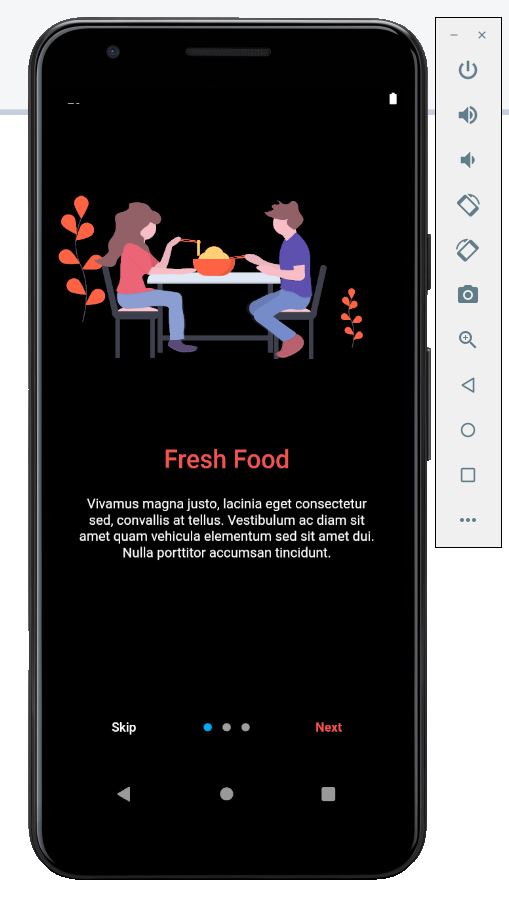 Fresh Food
Vivamus magna justo, lacinia eget consectetur
sed, convallis at tellus. Vestibulum ac diam sit
amet quam vehicula elementum sed sit amet dui.
Nulla porttitor accumsan tincidunt.
Skip
Next